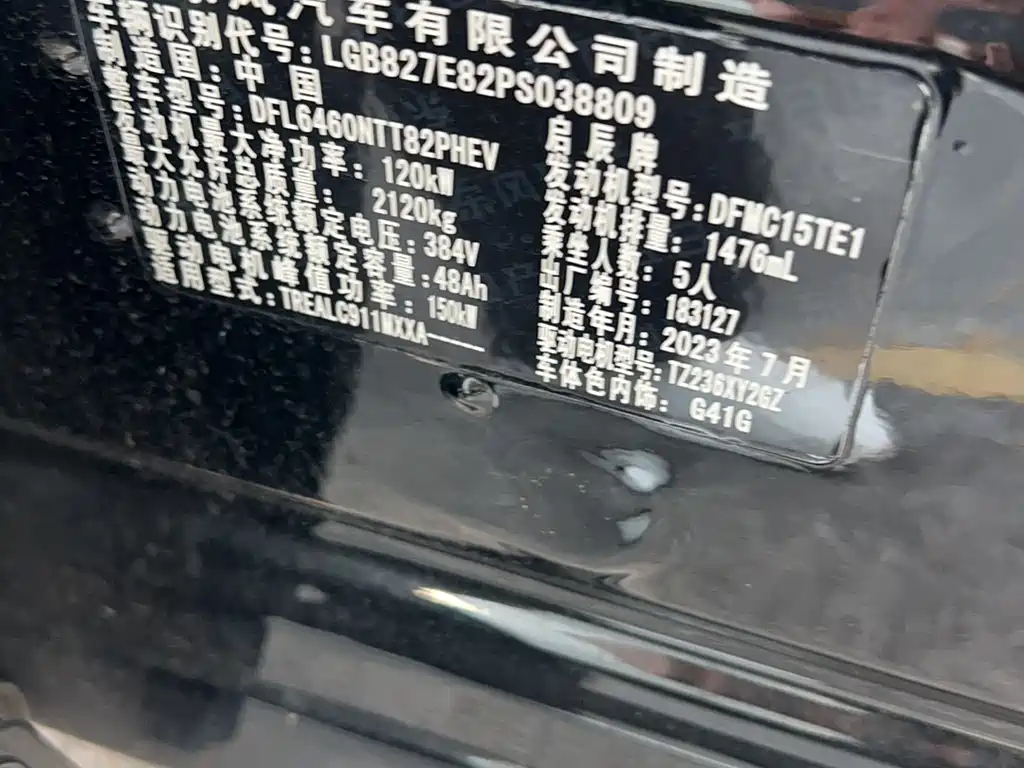 风汽车有限公司制造
车辆识别代号:LGB827E82PS038809
制造国:中国
启辰牌
整车型号:DFL6460NTT82PHEV
发动机型号:DFMC15TE1
发动机最大净功率:120kW
发动机排量:1476mL
最大允许总质量:2120kg
乘坐人数:5人
动力电池系统额定电压:384V
出厂编号:183127
动力电池系统额定容量:48Ah
制造年月:2023年7月
驱动电机峰值功率:150kW
驱动电机型号:TZ236XY2GZ
适用型式:TREALC911MXXA
车体色内饰:G41G